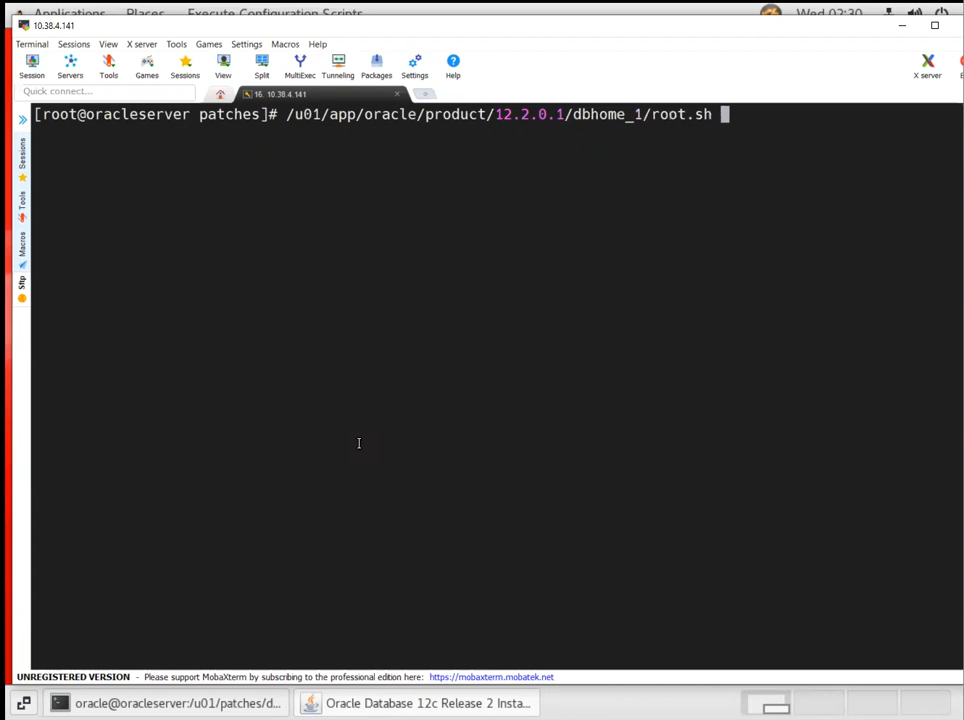 Applications Places Execute Configuration Scripts Wed 02:30
10.38.4.141
Terminal Sessions View X server Tools Games Settings Macros Help
Session Servers Tools Games Sessions View Split MultiExec Tunneling Packages Settings Help X server
Quick connect... 16. 10.38.4.141
[root@oracleserver patches]# /u01/app/oracle/product/12.2.0.1/dbhome_1/root.sh
Sessions
Tools
Macros
Sftp
UNREGISTERED VERSION - Please support MobaXterm by subscribing to the professional edition here: https://mobaxterm.mobatek.net
oracle@oracleserver:/u01/patches/d... Oracle Database 12c Release 2 Insta...